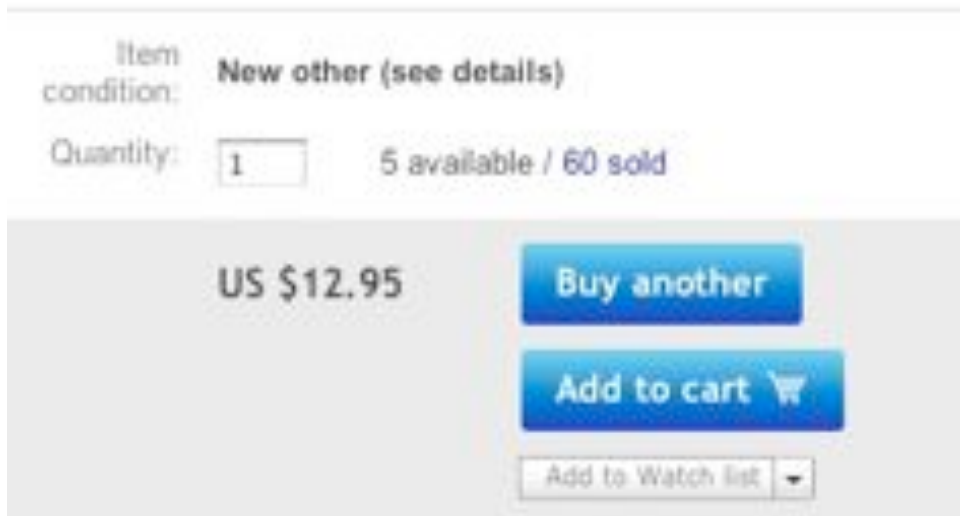 Item
condition:
New other (see details)
Quantity:
1
5 available / 60 sold
US $12.95
Buy another
Add to cart
Add to Watch list